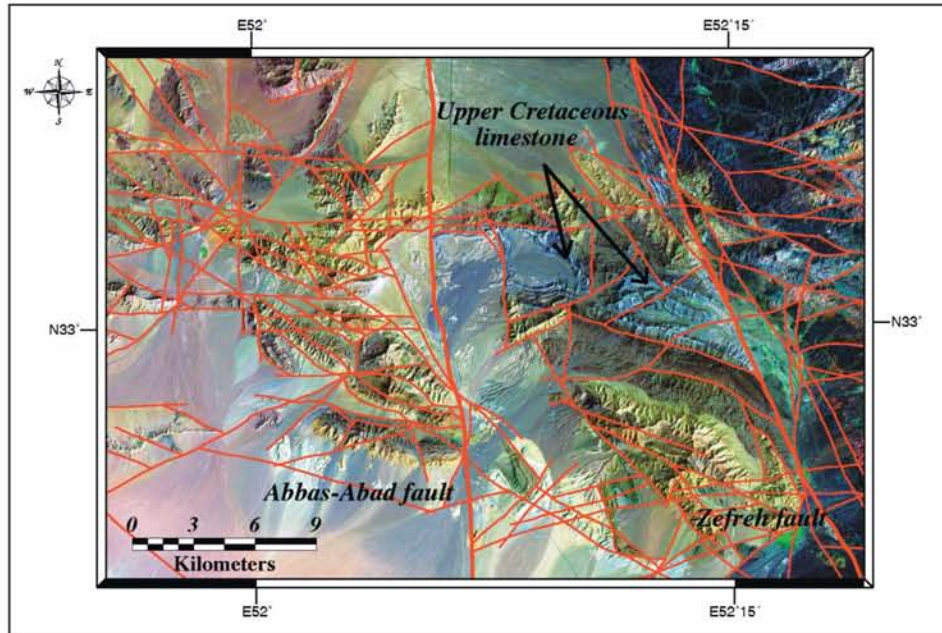 E52°
E52°15´
N
W
E
S
Upper Cretaceous
limestone
N33°
N33°
Abbas-Abad fault
Zefreh fault
0 3 6 9
Kilometers
E52°
E52°15´